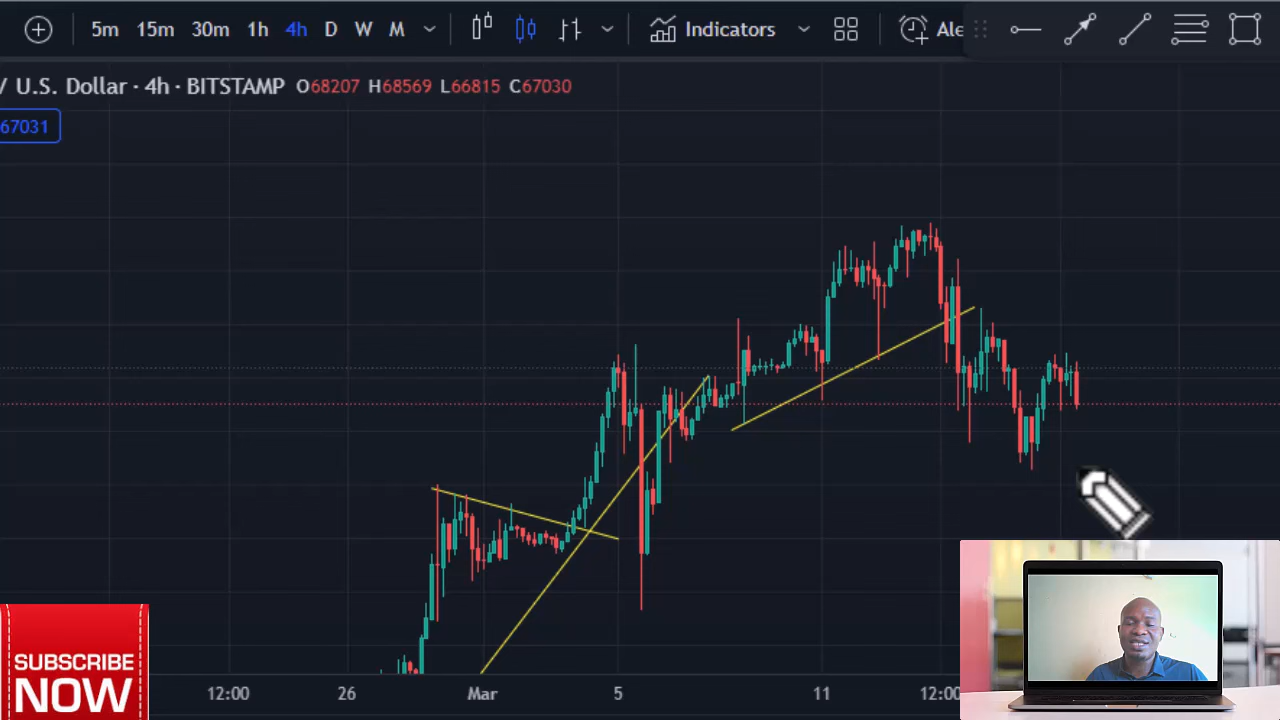 5m 15m 30m 1h 4h D W M Indicators Ale
/ U.S. Dollar · 4h · BITSTAMP O68207 H68569 L66815 C67030
67031
12:00 26 Mar 5 11 12:00
SUBSCRIBE
NOW